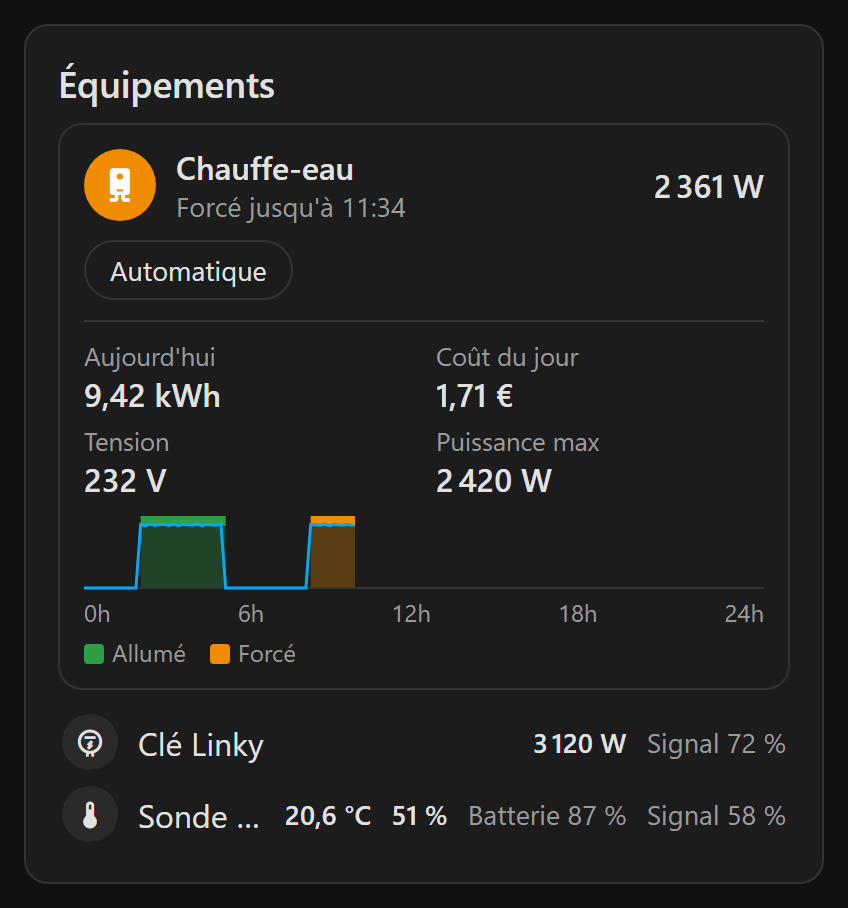 Équipements
Chauffe-eau
Forcé jusqu'à 11:34
2 361 W
Automatique
Aujourd'hui
9,42 kWh
Coût du jour
1,71 €
Tension
232 V
Puissance max
2 420 W
0h 6h 12h 18h 24h
Allumé Forcé
Clé Linky 3 120 W Signal 72 %
Sonde ... 20,6 °C 51 % Batterie 87 % Signal 58 %